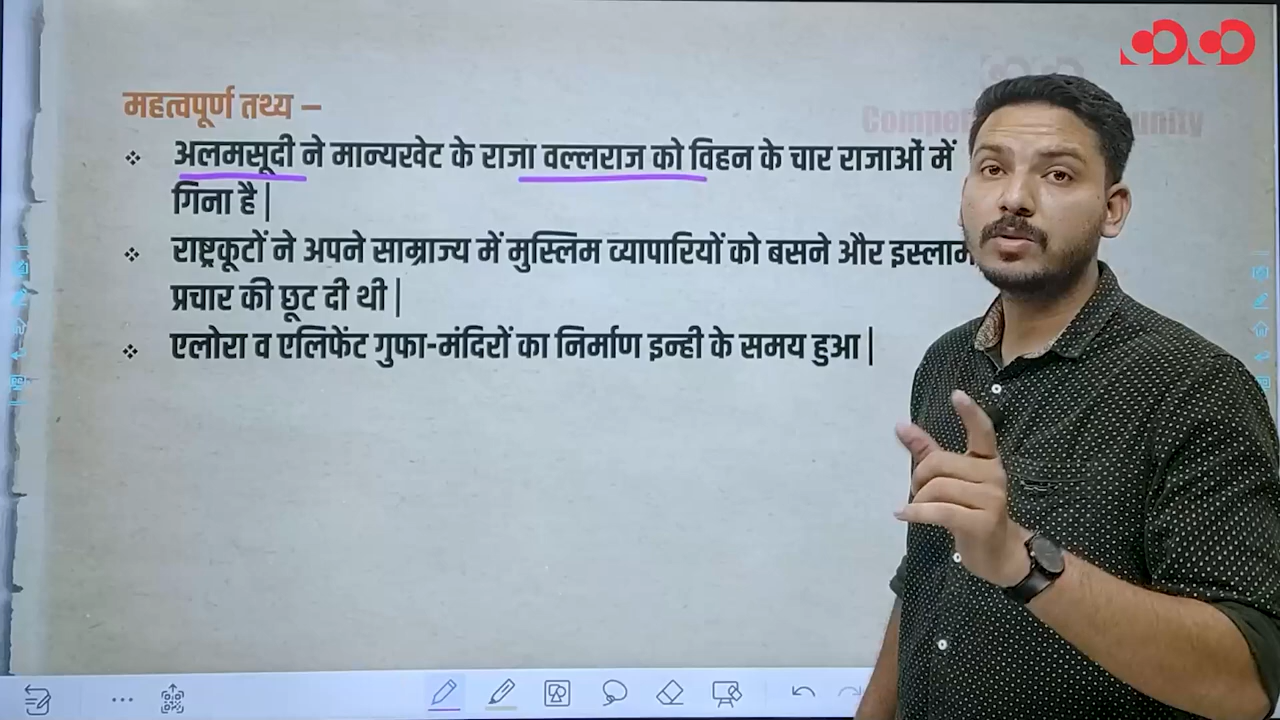 महत्वपूर्ण तथ्य –
❖ अलमसूदी ने मान्यखेट के राजा वल्लराज को विहन के चार राजाओं में
गिना है |
❖ राष्ट्रकूटों ने अपने साम्राज्य में मुस्लिम व्यापारियों को बसने और इस्लाम
प्रचार की छूट दी थी |
❖ एलोरा व एलिफेंट गुफा-मंदिरों का निर्माण इन्ही के समय हुआ |